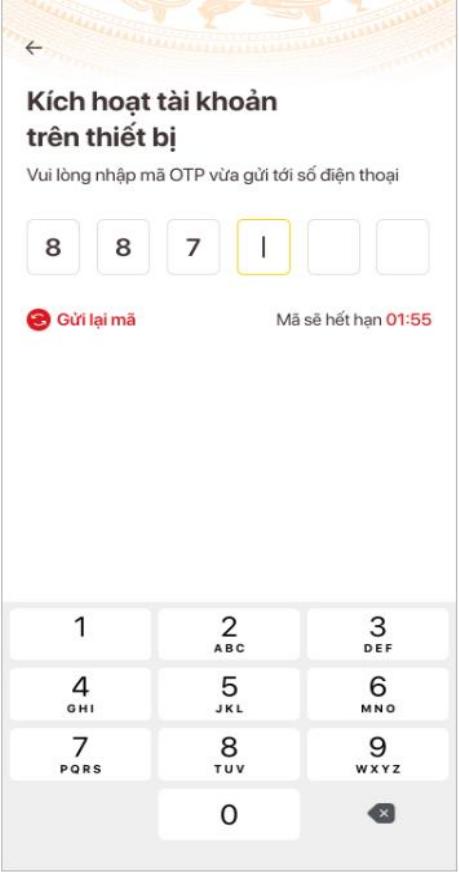 Kích hoạt tài khoản
trên thiết bị
Vui lòng nhập mã OTP vừa gửi tới số điện thoại
8 8 7
Gửi lại mã Mã sẽ hết hạn 01:55
1 2 3
ABC DEF
4 5 6
GHI JKL MNO
7 8 9
PQRS TUV WXYZ
0